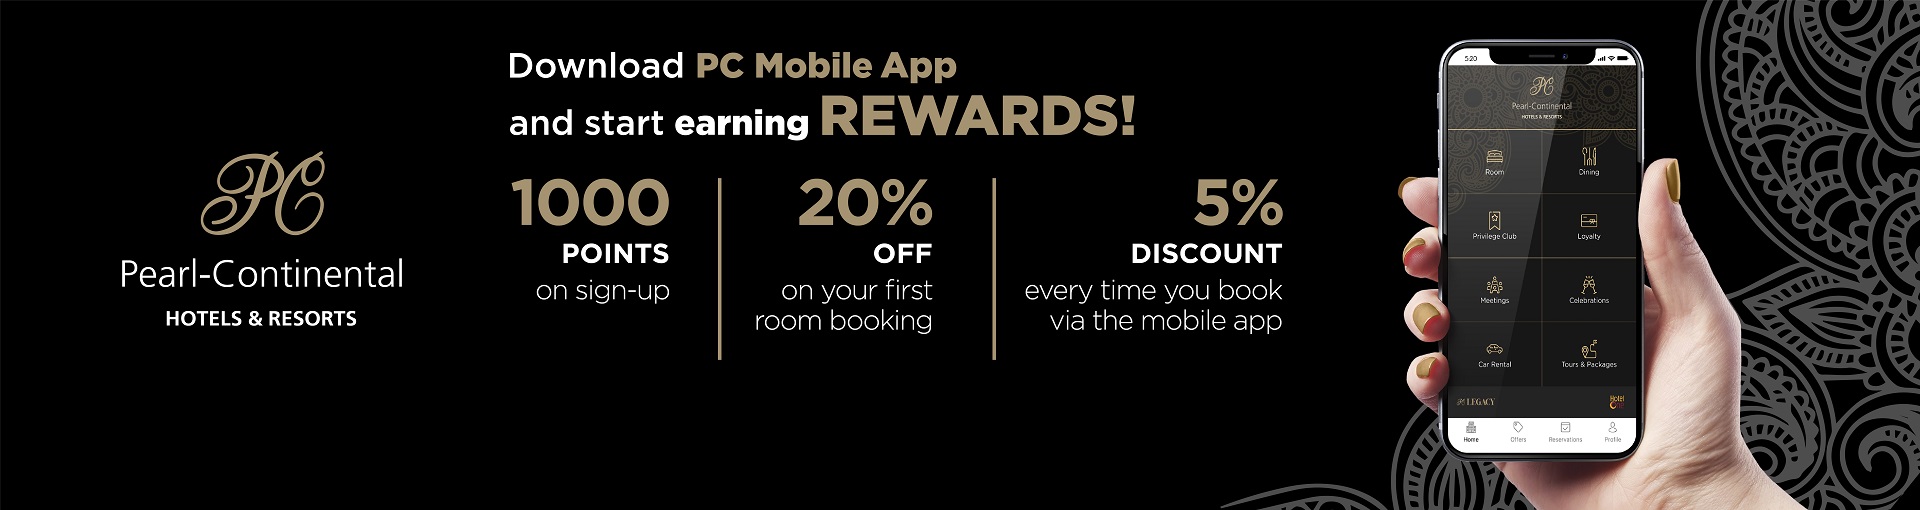 PC
Pearl-Continental
HOTELS & RESORTS
Download PC Mobile App
and start earning REWARDS!
1000
POINTS
on sign-up
20%
OFF
on your first
room booking
5%
DISCOUNT
every time you book
via the mobile app
5:20
PC
Pearl-Continental
HOTELS & RESORTS
Room
Dining
Privilege Club
Loyalty
Meetings
Celebrations
Car Rental
Tours & Packages
PC LEGACY
Hotel
One
Home
Offers
Reservations
Profile